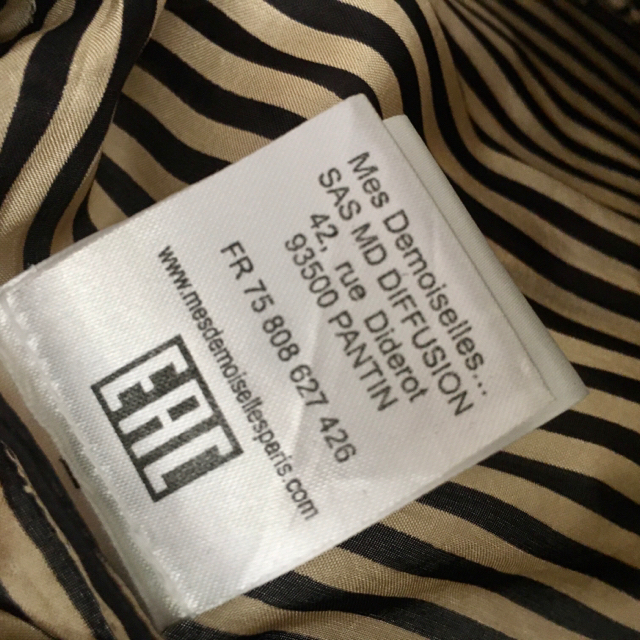 Mes Demoiselles...
SAS MD DIFFUSION
42, rue Diderot
93500 PANTIN
FR 75 808 627 426
www.mesdemoisellesparis.com
EAC